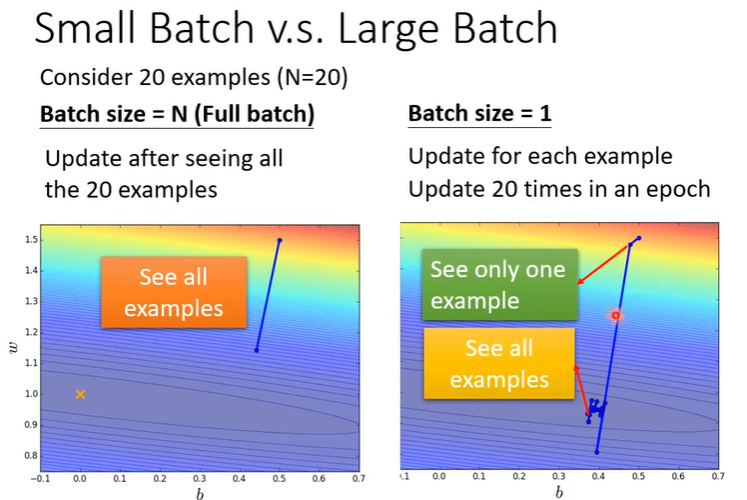 Small Batch v.s. Large Batch
Consider 20 examples (N=20)
Batch size = N (Full batch)
Update after seeing all
the 20 examples
Batch size = 1
Update for each example
Update 20 times in an epoch
See all
examples
1.5
1.4
1.3
1.2
1.1
1.0
0.9
0.8
w
−0.1 0.0 0.1 0.2 0.3 0.4 0.5 0.6 0.7
b
See only one
example
See all
examples
.1 0.0 0.1 0.2 0.3 0.4 0.5 0.6 0.7
b